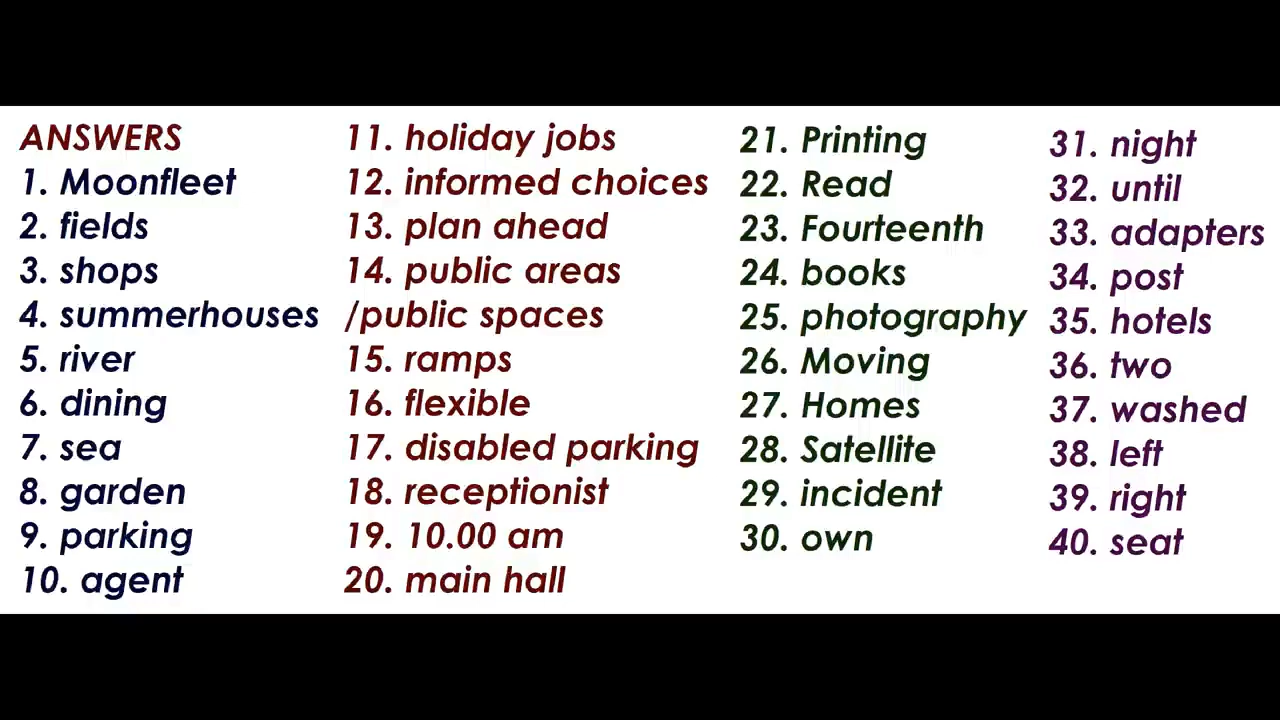 ANSWERS
1. Moonfleet
2. fields
3. shops
4. summerhouses
5. river
6. dining
7. sea
8. garden
9. parking
10. agent
11. holiday jobs
12. informed choices
13. plan ahead
14. public areas
/public spaces
15. ramps
16. flexible
17. disabled parking
18. receptionist
19. 10.00 am
20. main hall
21. Printing
22. Read
23. Fourteenth
24. books
25. photography
26. Moving
27. Homes
28. Satellite
29. incident
30. own
31. night
32. until
33. adapters
34. post
35. hotels
36. two
37. washed
38. left
39. right
40. seat